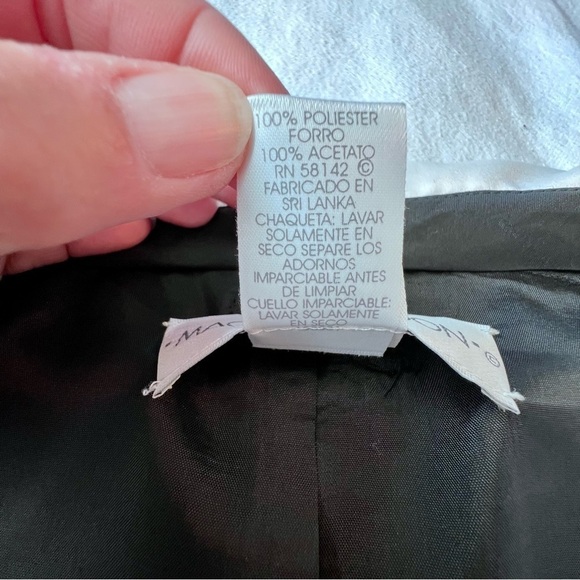 100% POLIESTER
FORRO
100% ACETATO
RN 58142 ©
FABRICADO EN
SRI LANKA
CHAQUETA: LAVAR
SOLAMENTE EN
SECO SEPARE LOS
ADORNOS
IMPARCIABLE ANTES
DE LIMPIAR
CUELLO IMPARCIABLE:
LAVAR SOLAMENTE
EN SECO
©